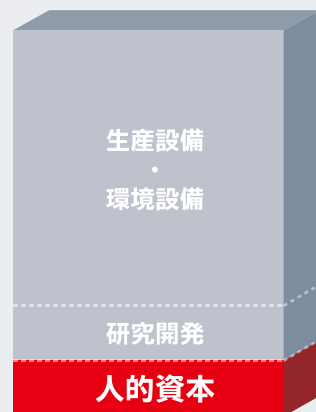 生産設備
・
環境設備
研究開発
人的資本